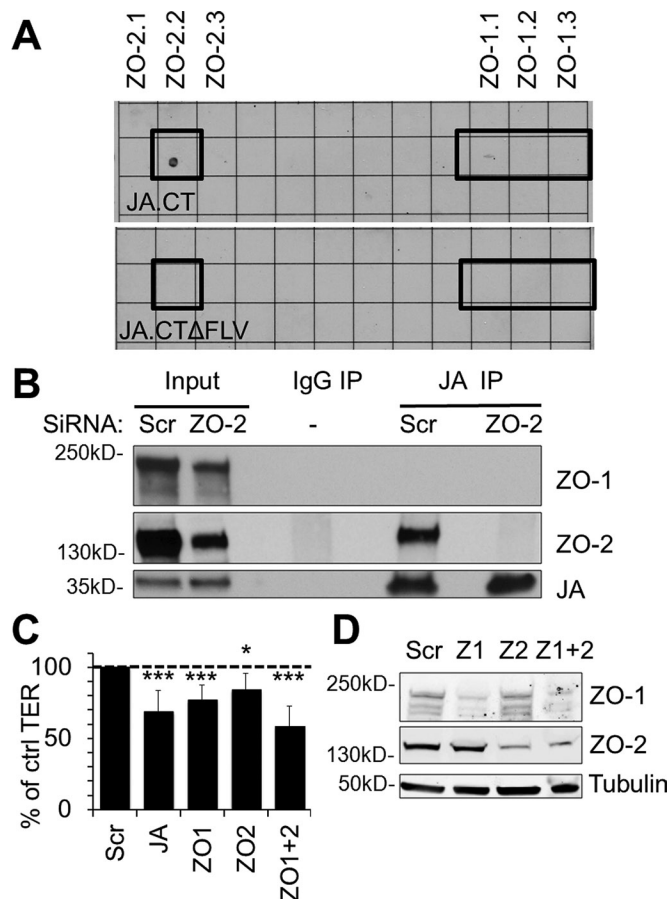 A
ZO-2.1 ZO-2.2 ZO-2.3 ZO-1.1 ZO-1.2 ZO-1.3
JA.CT
JA.CTΔFLV
B
Input IgG IP JA IP
SiRNA: Scr ZO-2 - Scr ZO-2
250kD-
ZO-1
130kD-
ZO-2
35kD-
JA
C
% of ctrl TER
100
50
0
*** *** * ***
Scr JA ZO1 ZO2 ZO1+2
D
Scr Z1 Z2 Z1+2
250kD-
ZO-1
130kD-
ZO-2
50kD-
Tubulin